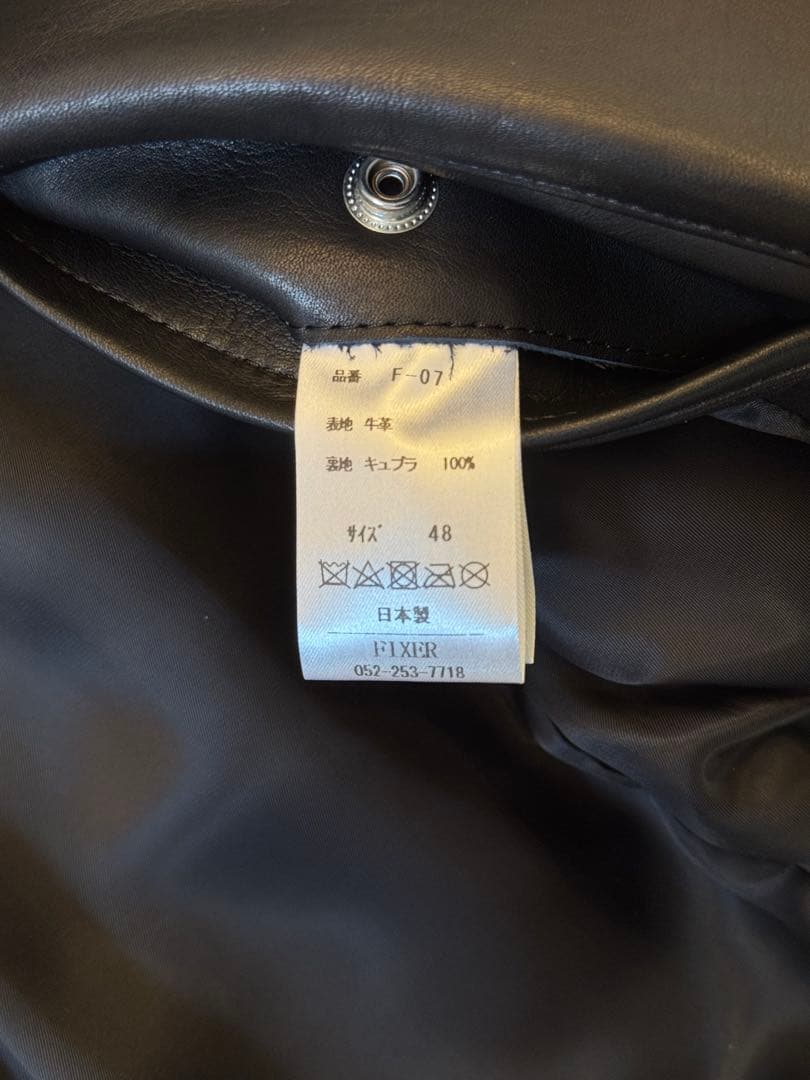 品番 F-07
表地 牛革
裏地 キュプラ 100%
ｻｲｽﾞ 48
日本製
FIXER
052-253-7718